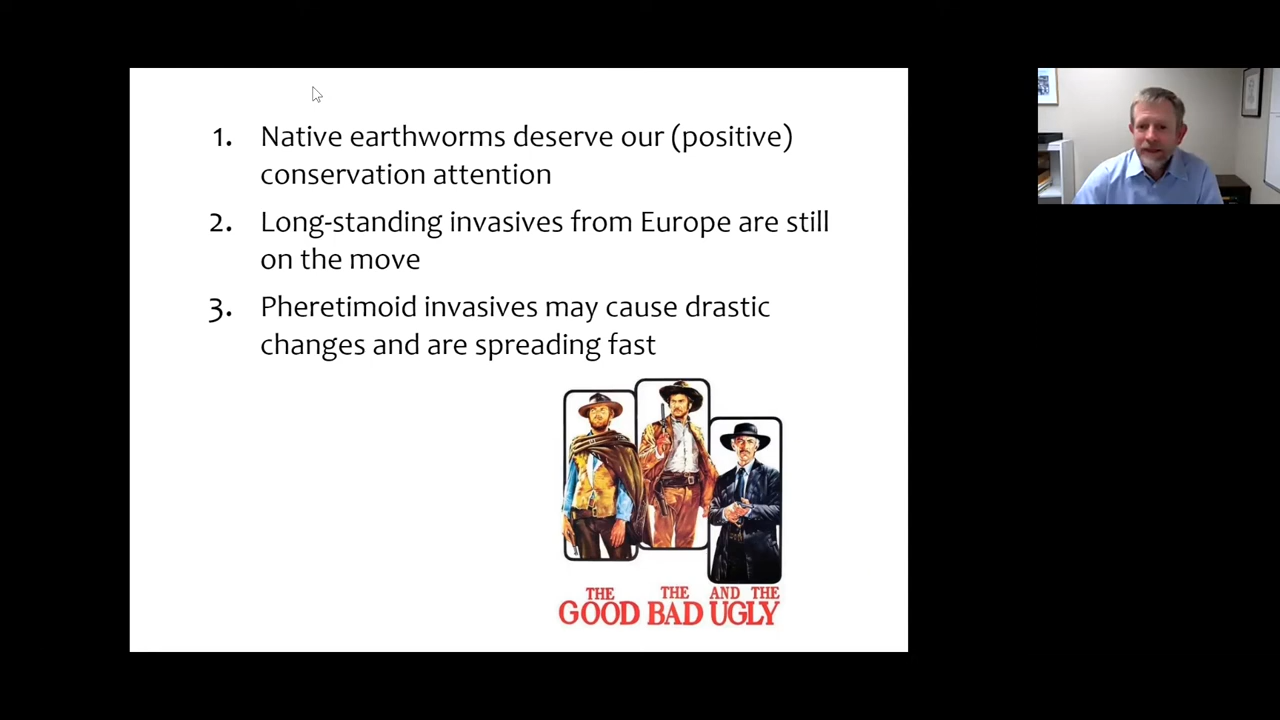 1. Native earthworms deserve our (positive)
conservation attention
2. Long-standing invasives from Europe are still
on the move
3. Pheretimoid invasives may cause drastic
changes and are spreading fast
THE THE AND THE
GOOD BAD UGLY